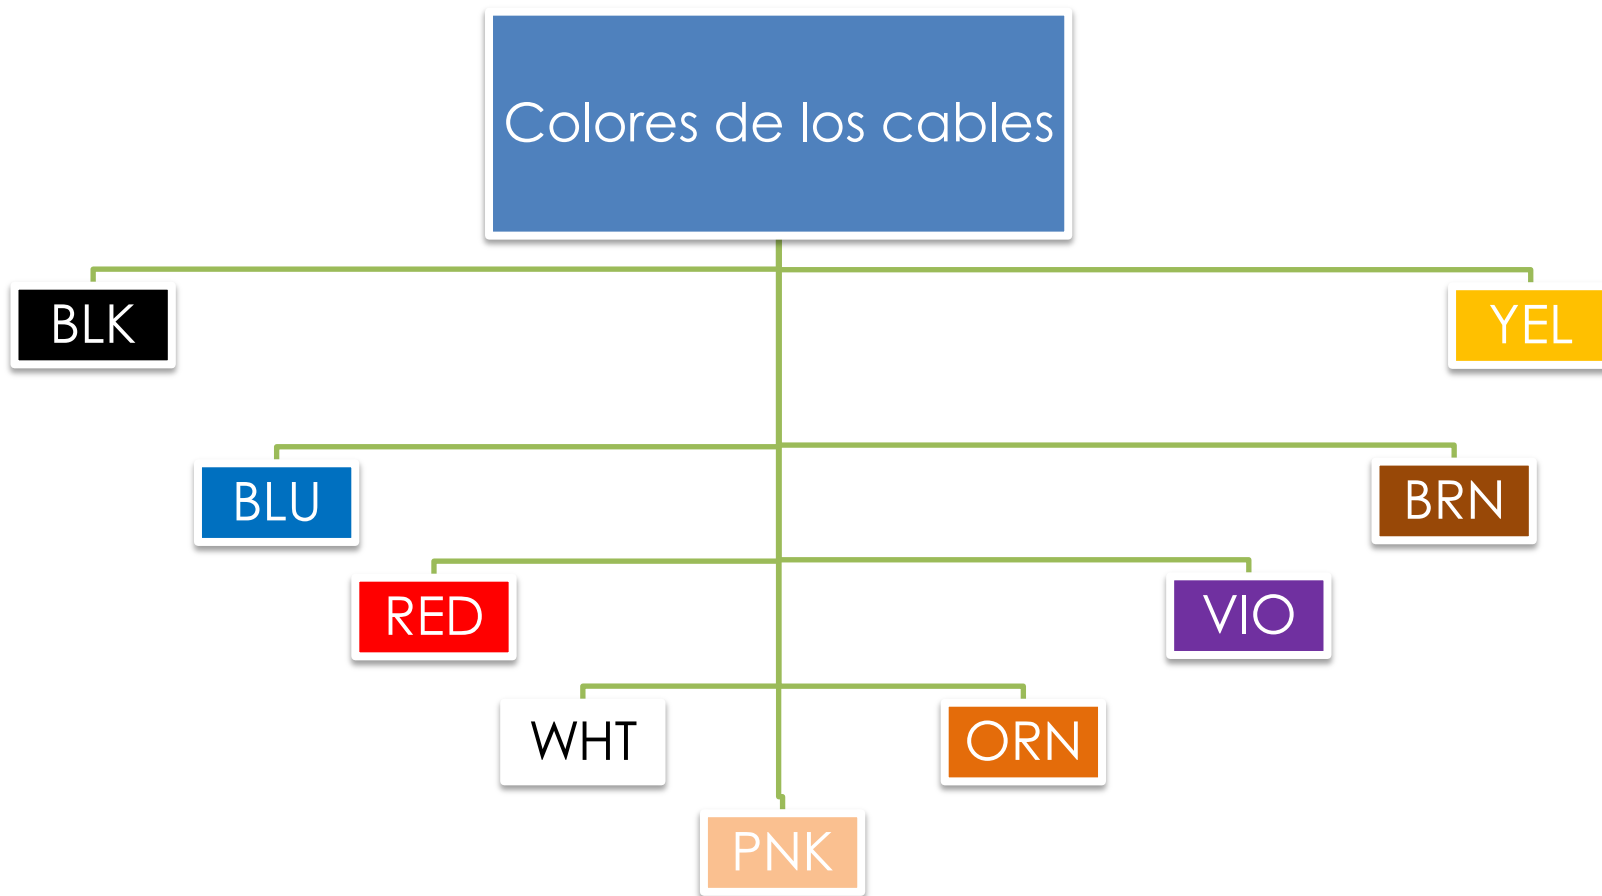 Colores de los cables
BLK
YEL
BLU
BRN
RED
VIO
WHT
ORN
PNK